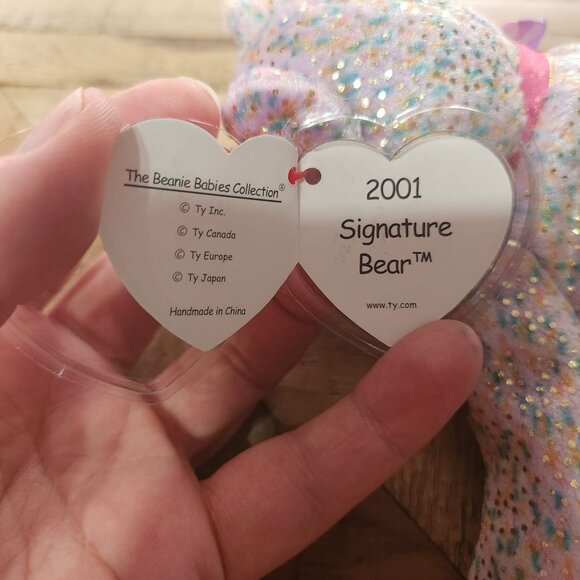 The Beanie Babies Collection®
© Ty Inc.
© Ty Canada
© Ty Europe
© Ty Japan
Handmade in China
2001
Signature
Bear™
www.ty.com